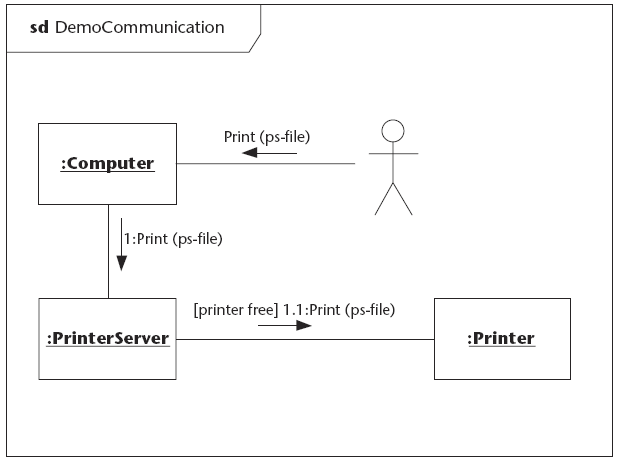 sd DemoCommunication
Print (ps-file)
:Computer
1:Print (ps-file)
[printer free] 1.1:Print (ps-file)
:PrinterServer
:Printer